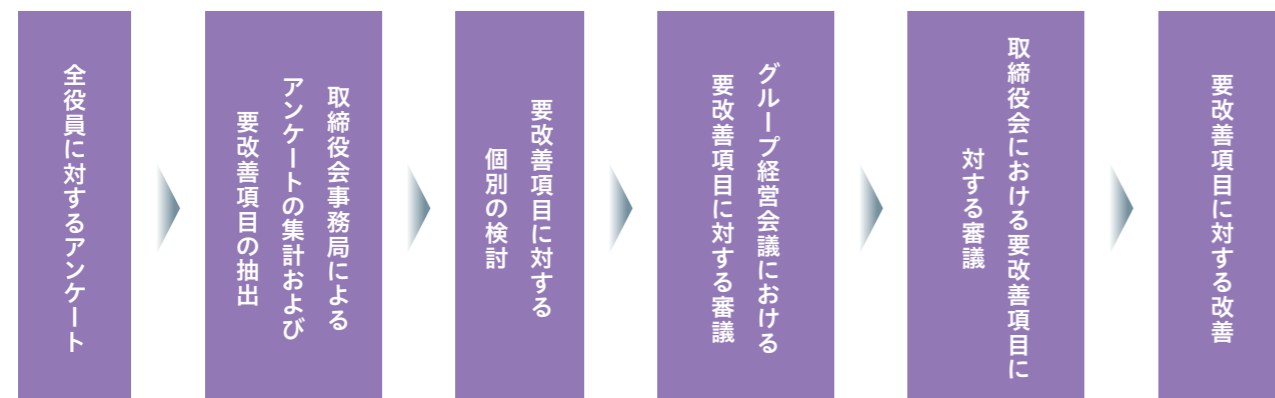 全役員に対するアンケート
取締役会事務局による
アンケートの集計および
要改善項目の抽出
要改善項目に対する
個別の検討
グループ経営会議における
要改善項目に対する審議
取締役会における要改善項目に
対する審議
要改善項目に対する改善